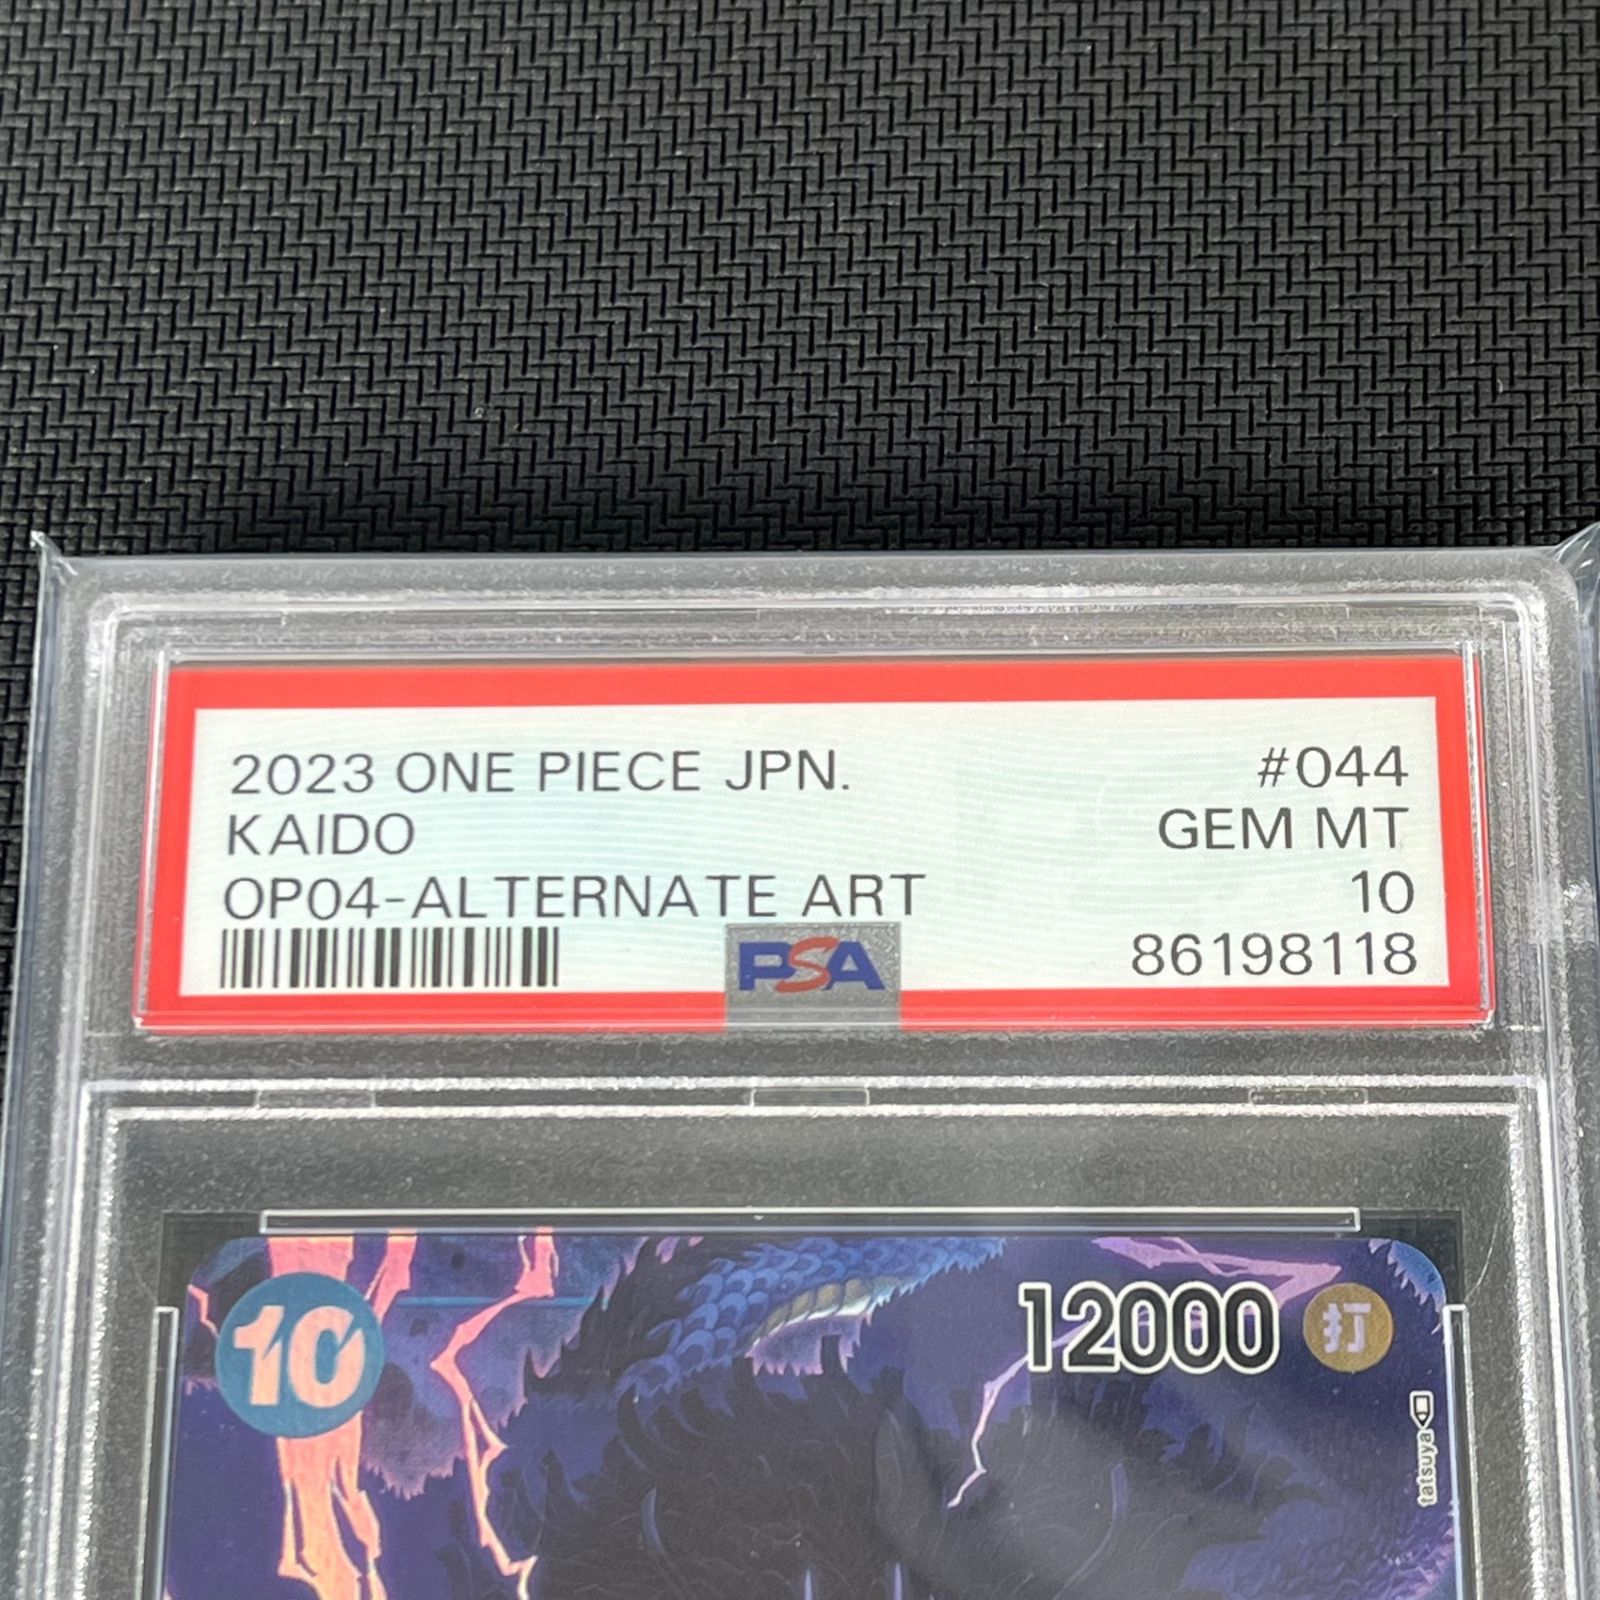 2023 ONE PIECE JPN. #044
KAIDO GEM MT
OP04-ALTERNATE ART 10
PSA 86198118
10 12000 打
tatsuya